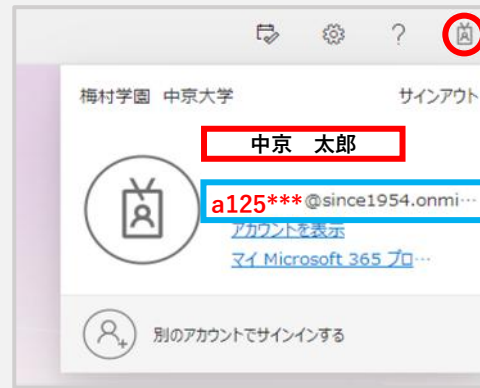 ?
梅村学園 中京大学 サインアウト
中京 太郎
a125***@since1954.onmi…
アカウントを表示
マイ Microsoft 365 プロ…
別のアカウントでサインインする